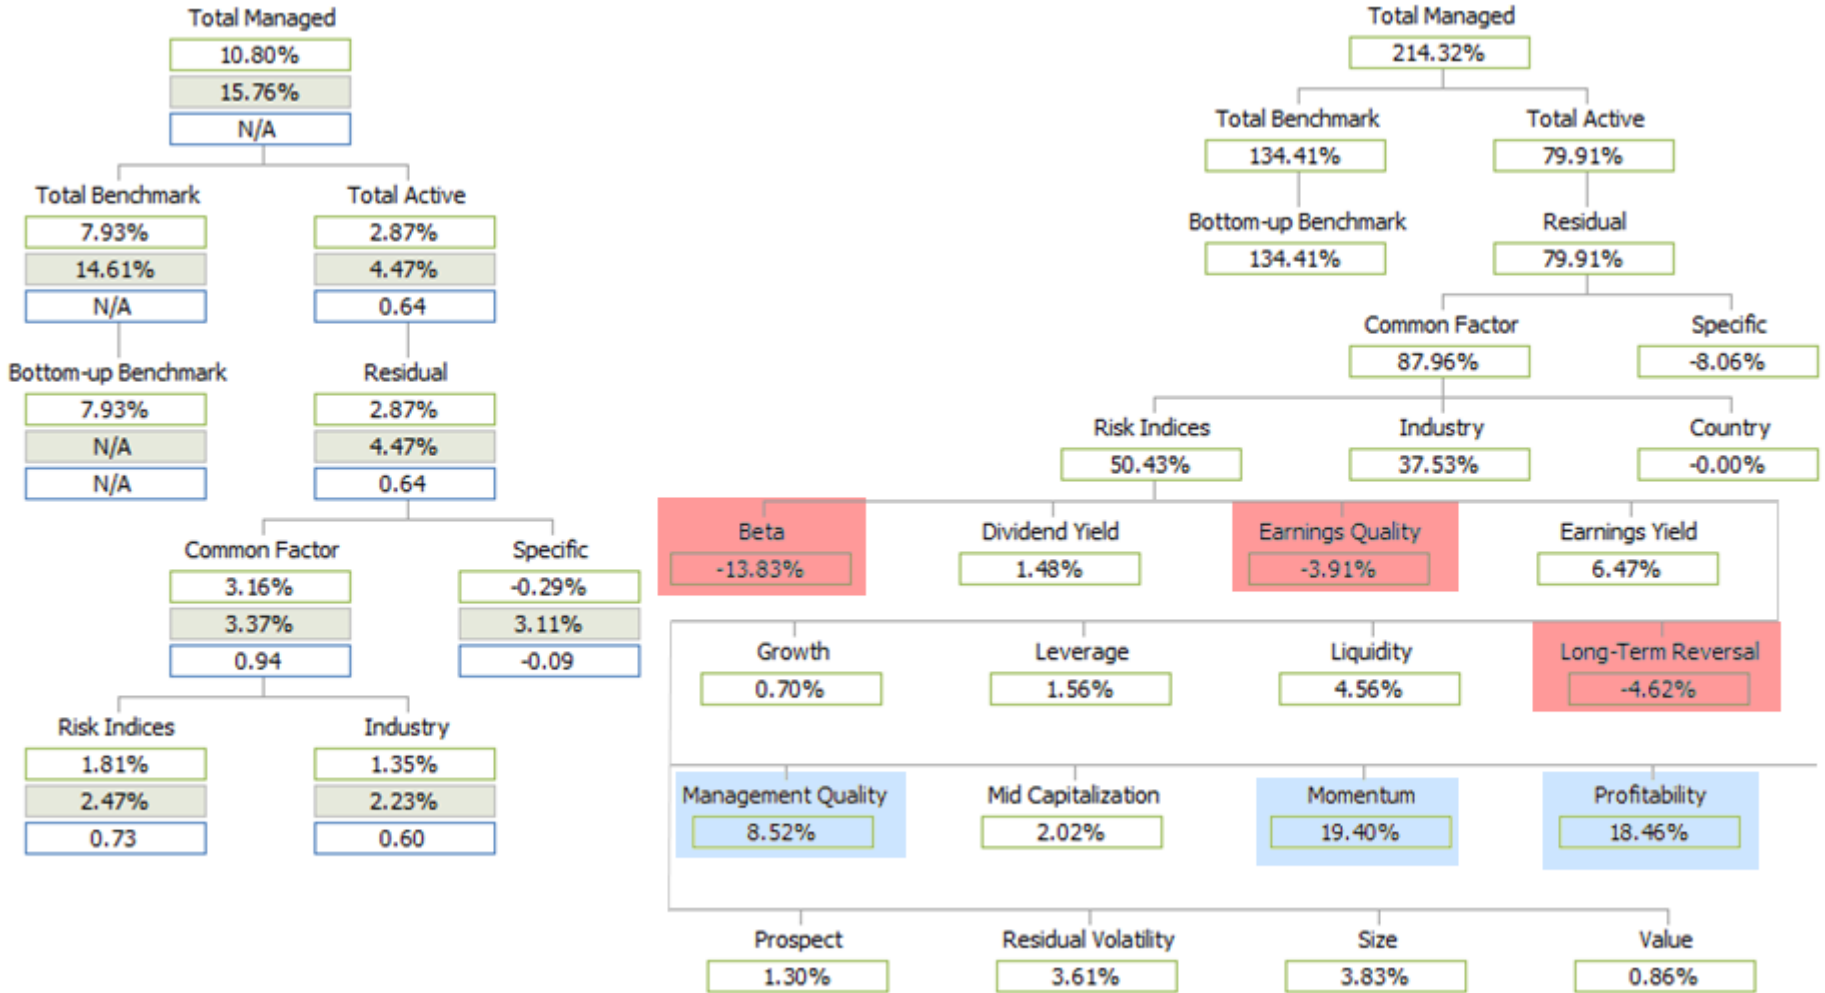 Total Managed
10.80%
15.76%
N/A
Total Benchmark Total Active
7.93% 2.87%
14.61% 4.47%
N/A 0.64
Bottom-up Benchmark Residual
7.93% 2.87%
N/A 4.47%
N/A 0.64
Common Factor Specific
3.16% -0.29%
3.37% 3.11%
0.94 -0.09
Risk Indices Industry
1.81% 1.35%
2.47% 2.23%
0.73 0.60
Total Managed
214.32%
Total Benchmark Total Active
134.41% 79.91%
Bottom-up Benchmark Residual
134.41% 79.91%
Common Factor Specific
87.96% -8.06%
Risk Indices Industry Country
50.43% 37.53% -0.00%
Beta Dividend Yield Earnings Quality Earnings Yield
-13.83% 1.48% -3.91% 6.47%
Growth Leverage Liquidity Long-Term Reversal
0.70% 1.56% 4.56% -4.62%
Management Quality Mid Capitalization Momentum Profitability
8.52% 2.02% 19.40% 18.46%
Prospect Residual Volatility Size Value
1.30% 3.61% 3.83% 0.86%